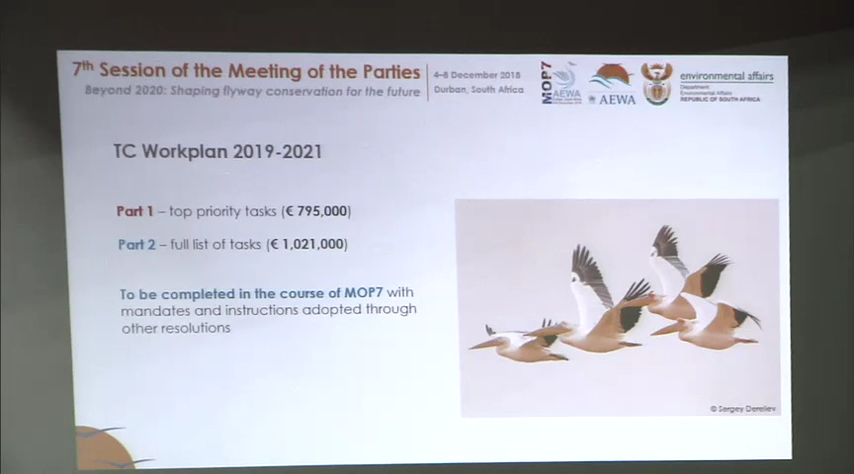 7th Session of the Meeting of the Parties
Beyond 2020: Shaping flyway conservation for the future
4–8 December 2018
Durban, South Africa
MOP7
AEWA
AEWA
environmental affairs
Department:
Environmental Affairs
REPUBLIC OF SOUTH AFRICA
TC Workplan 2019-2021
Part 1 – top priority tasks (€ 795,000)
Part 2 – full list of tasks (€ 1,021,000)
To be completed in the course of MOP7 with
mandates and instructions adopted through
other resolutions
© Sergey Dereliev